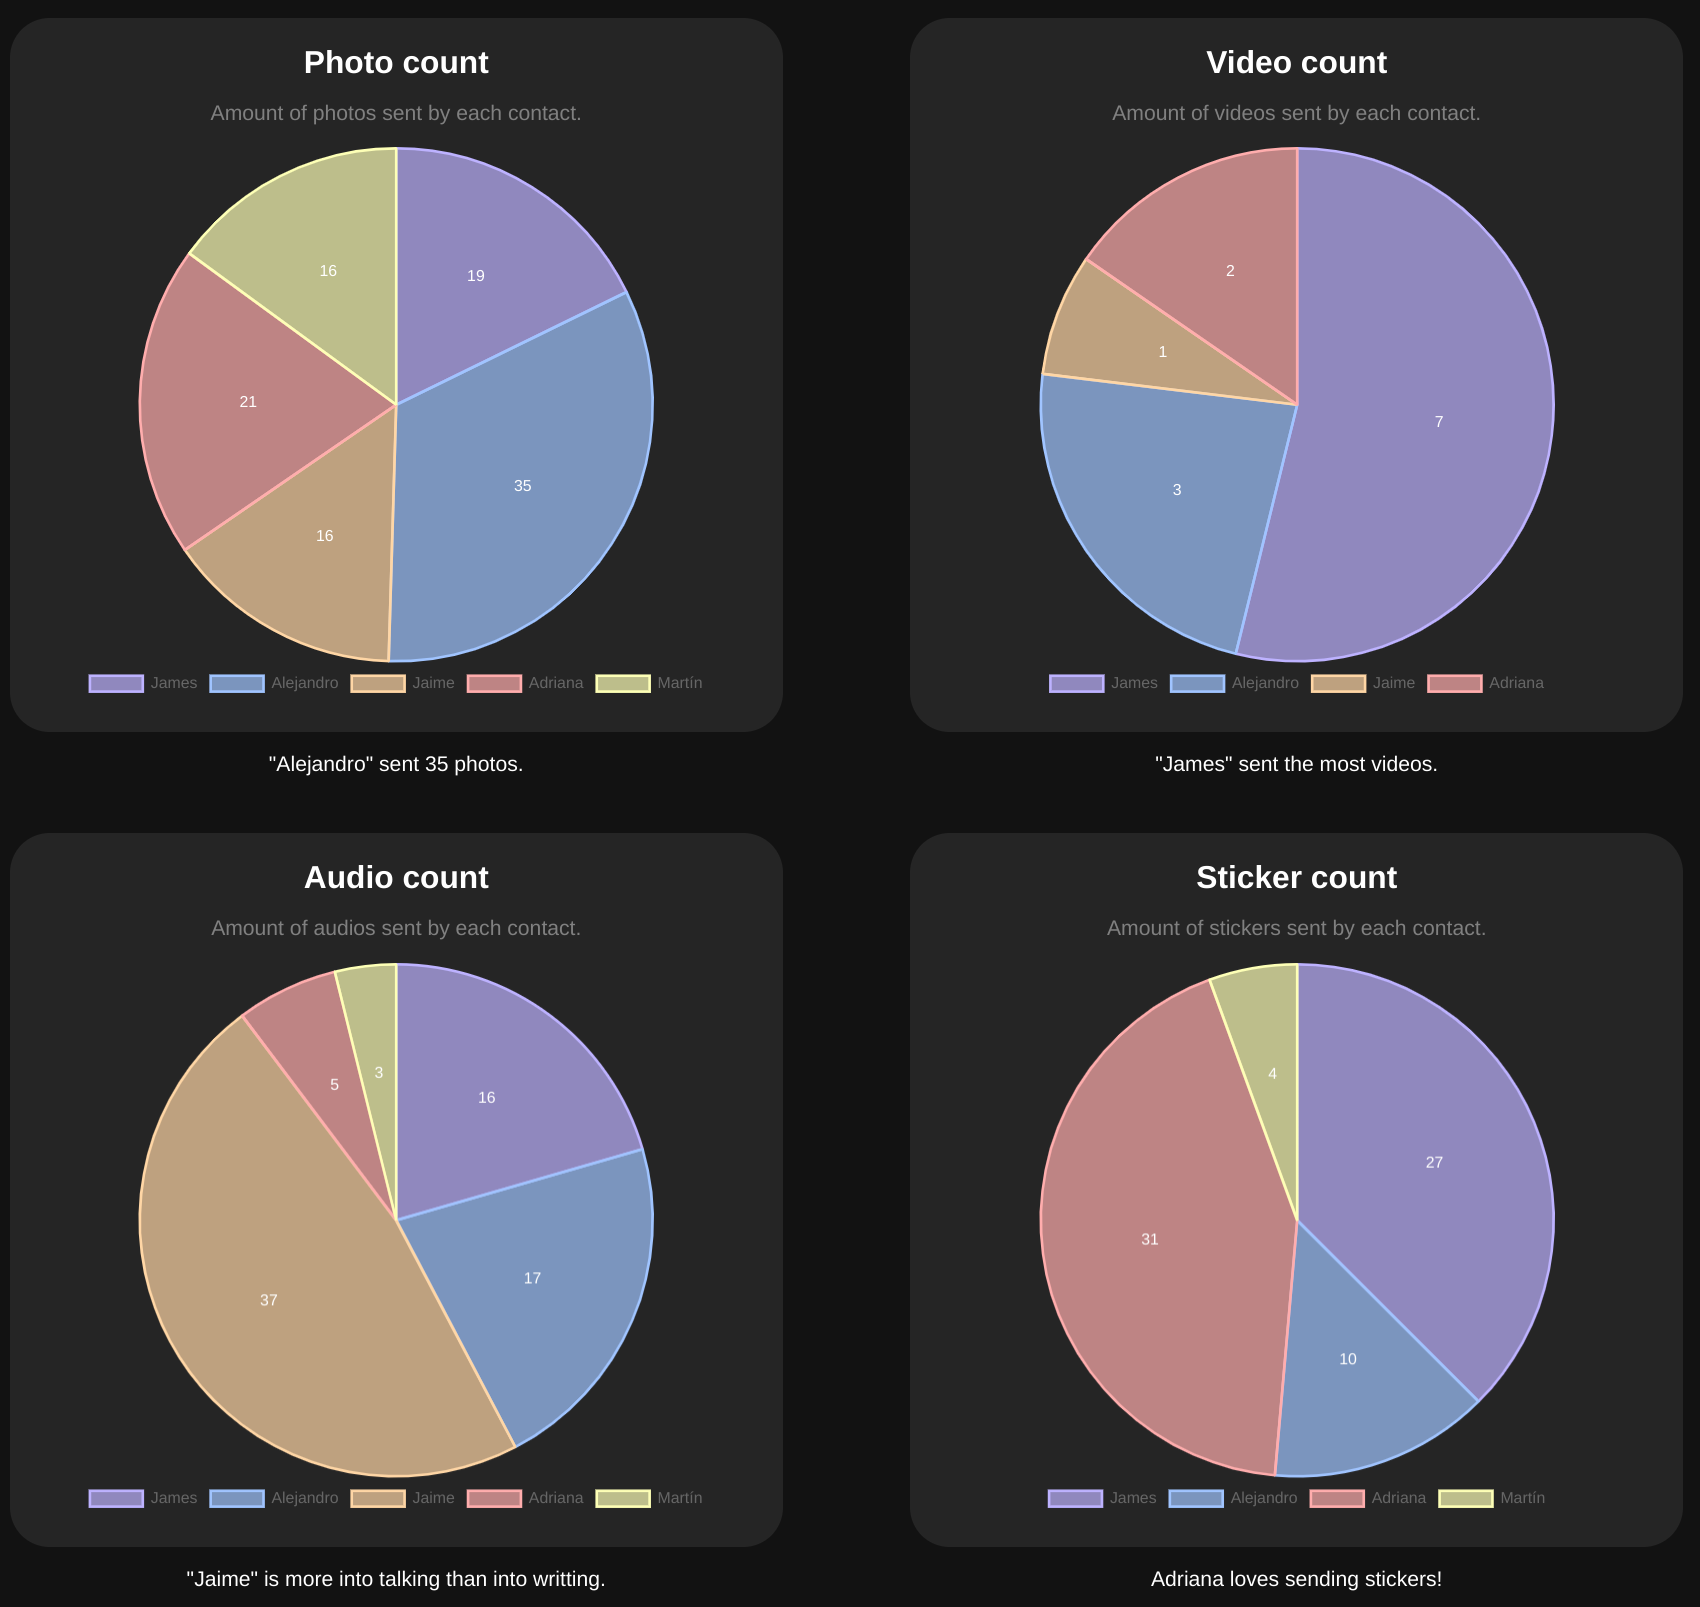 Photo count
Amount of photos sent by each contact.
16
19
21
35
16
James Alejandro Jaime Adriana Martín
"Alejandro" sent 35 photos.
Video count
Amount of videos sent by each contact.
2
1
7
3
James Alejandro Jaime Adriana
"James" sent the most videos.
Audio count
Amount of audios sent by each contact.
5
3
16
17
37
James Alejandro Jaime Adriana Martín
"Jaime" is more into talking than into writting.
Sticker count
Amount of stickers sent by each contact.
4
27
31
10
James Alejandro Adriana Martín
Adriana loves sending stickers!